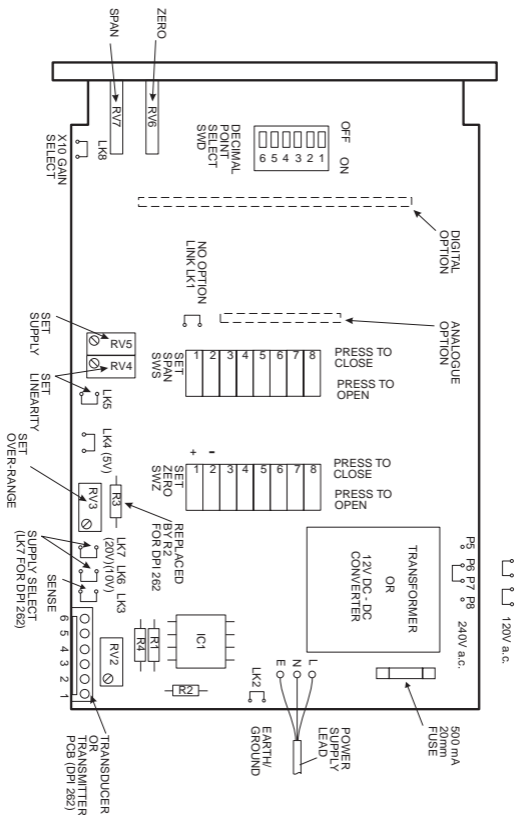 SPAN
ZERO
RV7
RV6
X10 GAIN
SELECT
LK8
DECIMAL
POINT
SELECT
SWD
OFF
ON
6 5 4 3 2 1
DIGITAL
OPTION
NO OPTION
LINK LK1
ANALOGUE
OPTION
SET
SUPPLY
RV5
RV4
SET
LINEARITY
LK5
SET
SPAN
SWS
1 2 3 4 5 6 7 8
PRESS TO
CLOSE
PRESS TO
OPEN
LK4 (5V)
+ -
SET
ZERO
SWZ
1 2 3 4 5 6 7 8
PRESS TO
CLOSE
PRESS TO
OPEN
SET
OVER-RANGE
RV3
R3
REPLACED
BY R2
FOR DPI 262
LK7
(20V)
LK6
(10V)
LK3
SUPPLY SELECT
(LK7 FOR DPI 262)
SENSE
6 5 4 3 2 1
RV2
R4
R1
IC1
R2
TRANSFORMER
OR
12V DC - DC
CONVERTER
P5 P6 P7 P8
240V a.c.
120V a.c.
LK2
E N L
500 mA
20mm
FUSE
POWER
SUPPLY
LEAD
EARTH/
GROUND
TRANSDUCER
OR
TRANSMITTER
PCB (DPI 262)